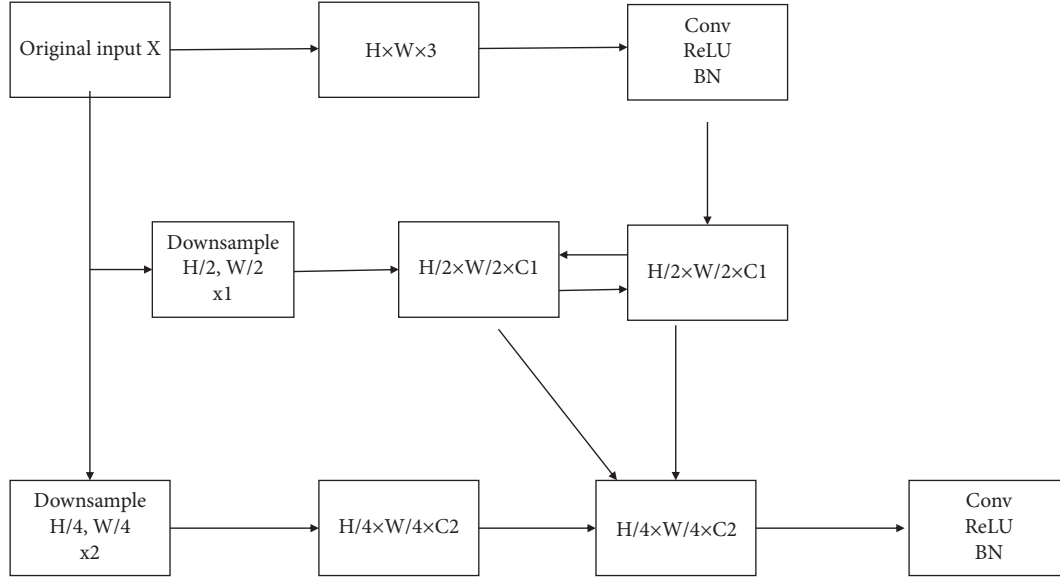 Original input X
H×W×3
Conv
ReLU
BN
Downsample
H/2, W/2
x1
H/2×W/2×C1
H/2×W/2×C1
Downsample
H/4, W/4
x2
H/4×W/4×C2
H/4×W/4×C2
Conv
ReLU
BN